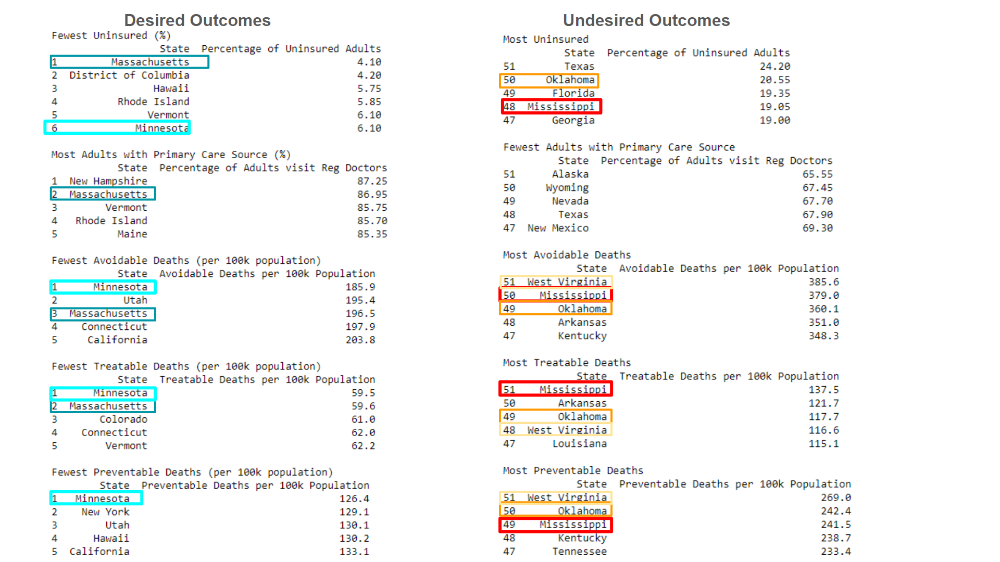 Desired Outcomes
Fewest Uninsured (%)
State Percentage of Uninsured Adults
1 Massachusetts 4.10
2 District of Columbia 4.20
3 Hawaii 5.75
4 Rhode Island 5.85
5 Vermont 6.10
6 Minnesota 6.10
Most Adults with Primary Care Source (%)
State Percentage of Adults visit Reg Doctors
1 New Hampshire 87.25
2 Massachusetts 86.95
3 Vermont 85.75
4 Rhode Island 85.70
5 Maine 85.35
Fewest Avoidable Deaths (per 100k population)
State Avoidable Deaths per 100k Population
1 Minnesota 185.9
2 Utah 195.4
3 Massachusetts 196.5
4 Connecticut 197.9
5 California 203.8
Fewest Treatable Deaths (per 100k population)
State Treatable Deaths per 100k Population
1 Minnesota 59.5
2 Massachusetts 59.6
3 Colorado 61.0
4 Connecticut 62.0
5 Vermont 62.2
Fewest Preventable Deaths (per 100k population)
State Preventable Deaths per 100k Population
1 Minnesota 126.4
2 New York 129.1
3 Utah 130.1
4 Hawaii 130.2
5 California 133.1
Undesired Outcomes
Most Uninsured
State Percentage of Uninsured Adults
51 Texas 24.20
50 Oklahoma 20.55
49 Florida 19.35
48 Mississippi 19.05
47 Georgia 19.00
Fewest Adults with Primary Care Source
State Percentage of Adults visit Reg Doctors
51 Alaska 65.55
50 Wyoming 67.45
49 Nevada 67.70
48 Texas 67.90
47 New Mexico 69.30
Most Avoidable Deaths
State Avoidable Deaths per 100k Population
51 West Virginia 385.6
50 Mississippi 379.0
49 Oklahoma 360.1
48 Arkansas 351.0
47 Kentucky 348.3
Most Treatable Deaths
State Treatable Deaths per 100k Population
51 Mississippi 137.5
50 Arkansas 121.7
49 Oklahoma 117.7
48 West Virginia 116.6
47 Louisiana 115.1
Most Preventable Deaths
State Preventable Deaths per 100k Population
51 West Virginia 269.0
50 Oklahoma 242.4
49 Mississippi 241.5
48 Kentucky 238.7
47 Tennessee 233.4